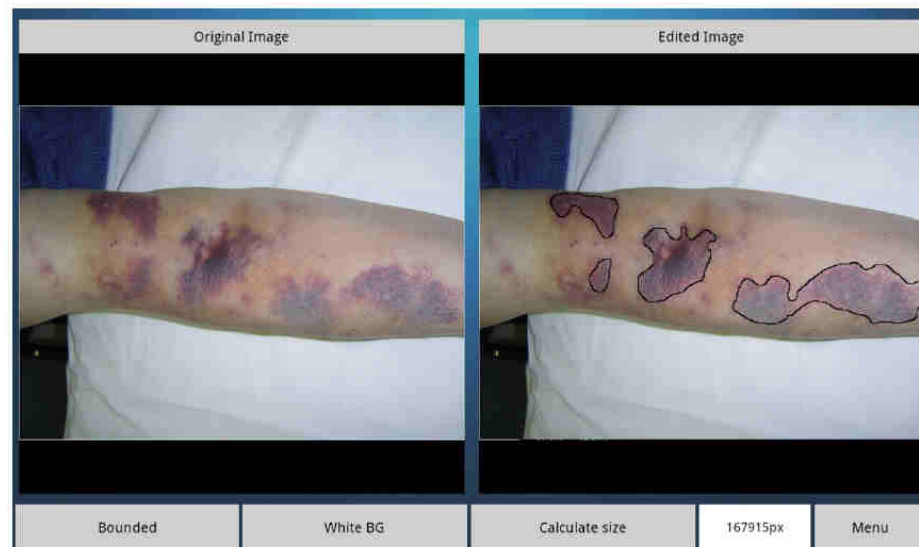 Original Image
Edited Image
Bounded
White BG
Calculate size
167915px
Menu